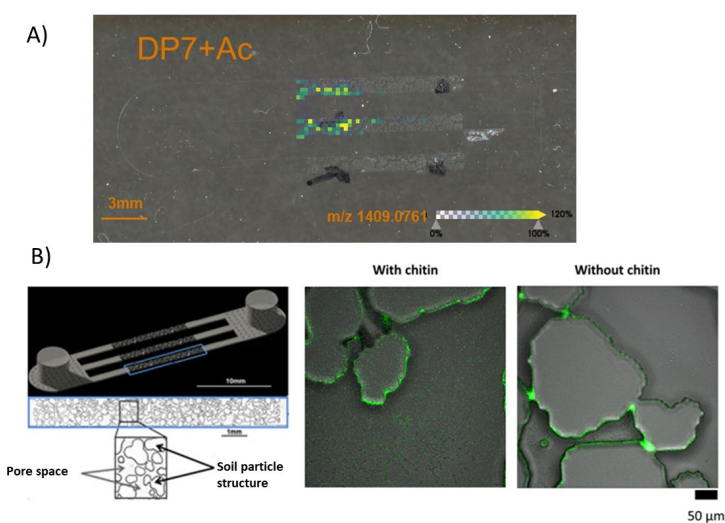 A)
DP7+Ac
3mm
m/z 1409.0761
120%
0%
100%
B)
With chitin
Without chitin
10mm
1mm
Pore space
Soil particle
structure
50 µm